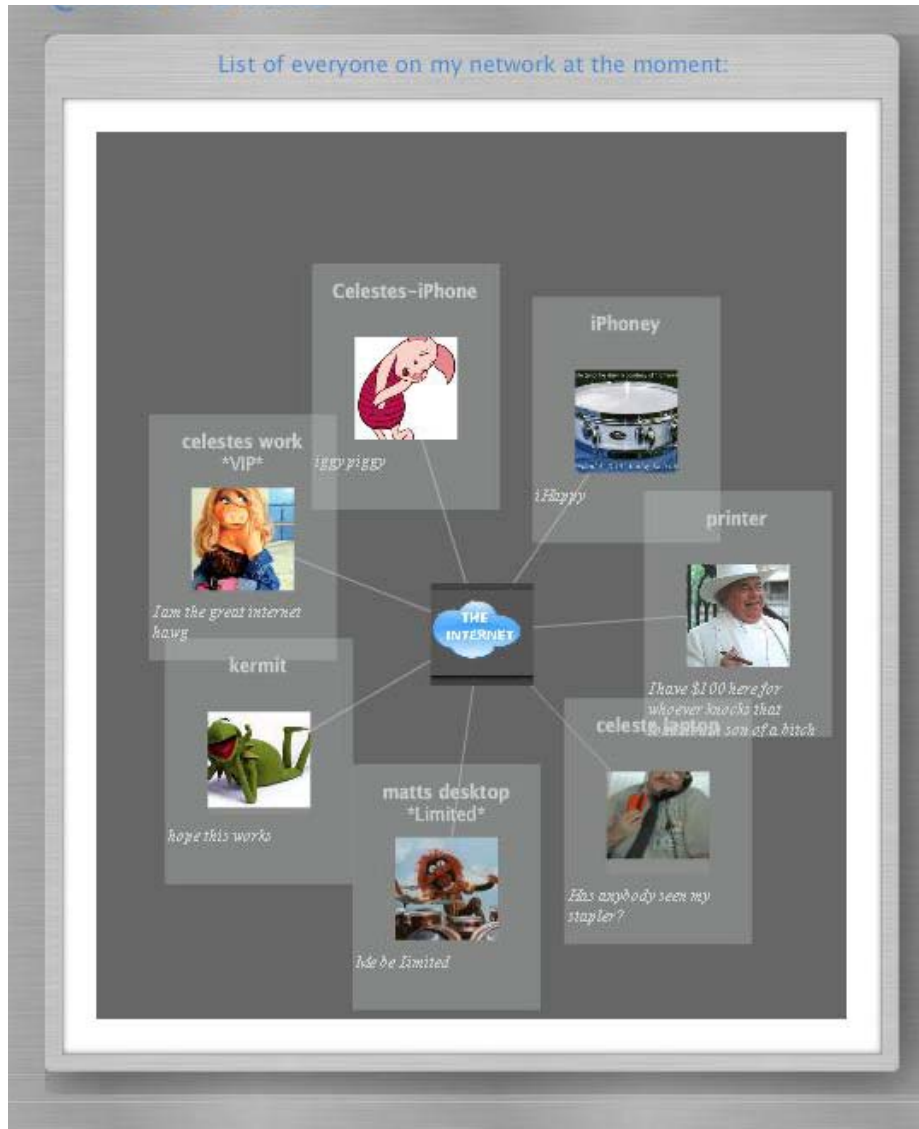 List of everyone on my network at the moment:
Celestes-iPhone
iggy piggy
iPhoney
iHappy
celestes work
*VIP*
I am the great internet
hawg
printer
I have $100 here for
whoever knocks that
son of a bitch
THE
INTERNET
kermit
hope this works
matts desktop
*Limited*
Me be Limited
celeste laptop
Has anybody seen my
stapler?